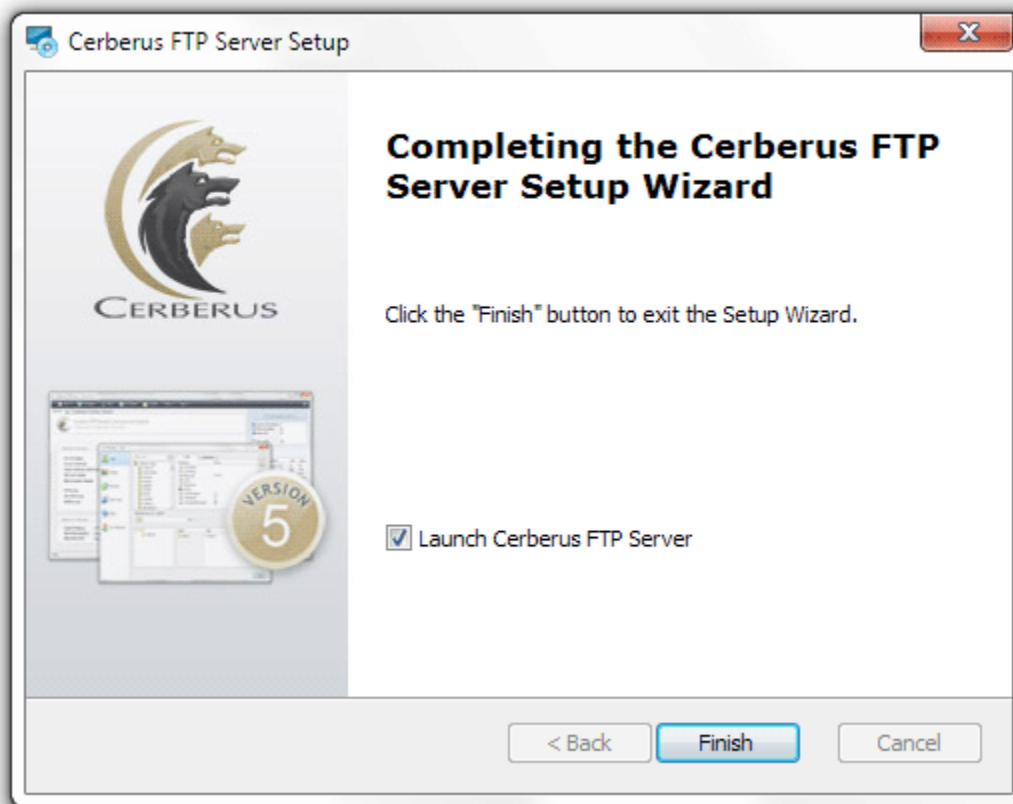 Cerberus FTP Server Setup
CERBERUS
VERSION
5
Completing the Cerberus FTP
Server Setup Wizard
Click the "Finish" button to exit the Setup Wizard.
Launch Cerberus FTP Server
< Back
Finish
Cancel